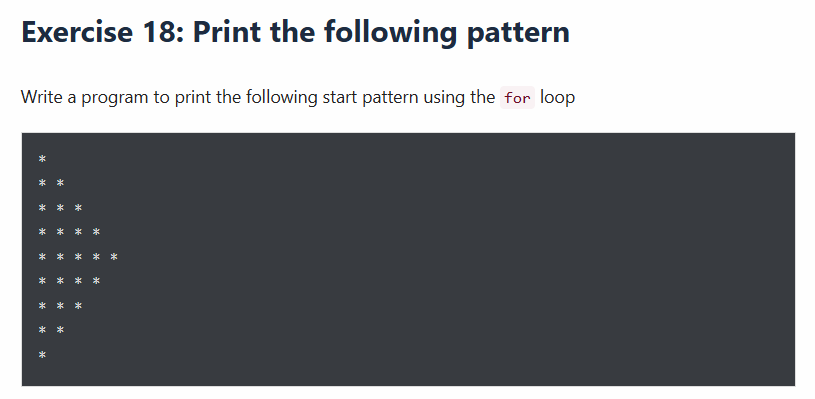 Exercise 18: Print the following pattern
Write a program to print the following start pattern using the for loop
*
* *
* * *
* * * *
* * * * *
* * * *
* * *
* *
*